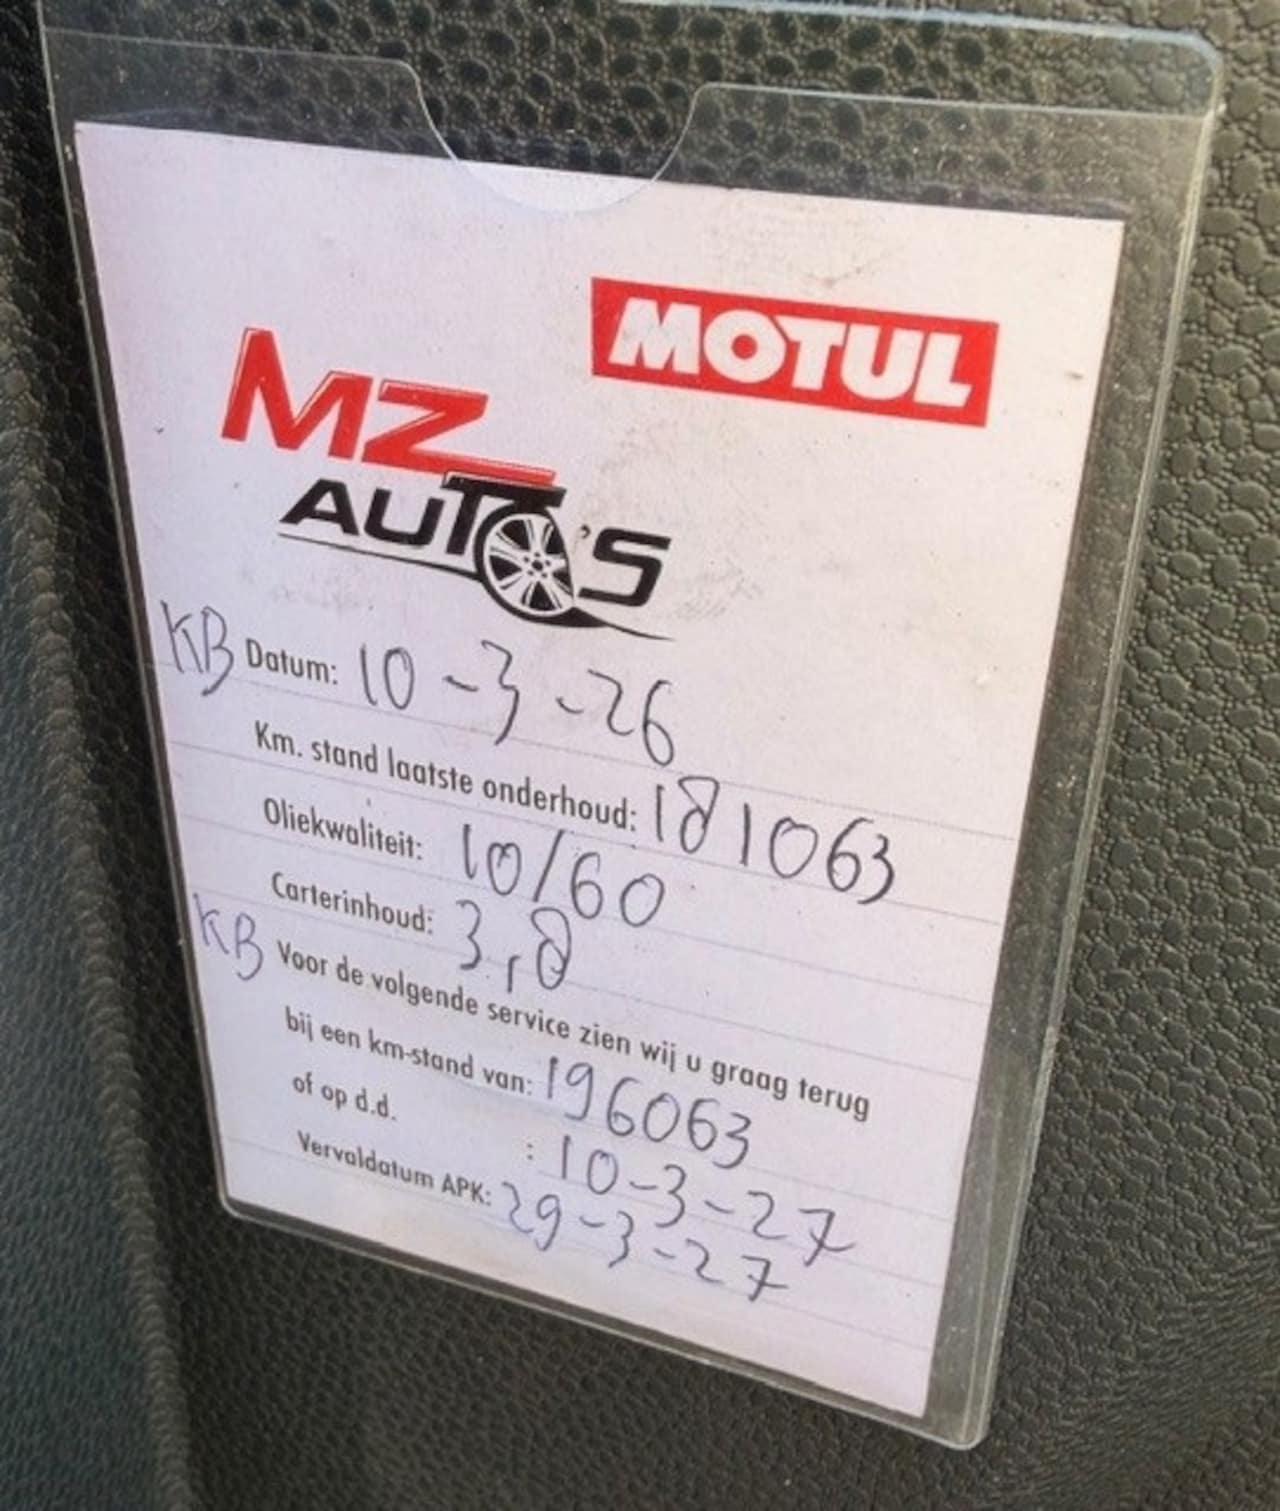 MOTUL
MZ
AUTO'S
KB Datum: 10-3-26
Km. stand laatste onderhoud: 181063
Oliekwaliteit: 10/60
Carterinhoud: 3,8
KB Voor de volgende service zien wij u graag terug
bij een km-stand van: 196063
of op d.d. : 10-3-27
Vervaldatum APK: 29-3-27